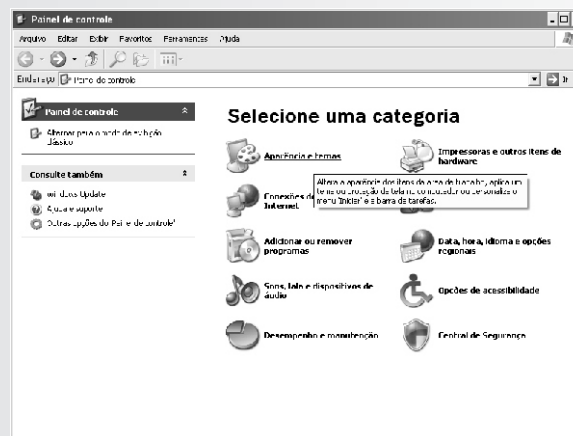 Painel de controle
Arquivo Editar Exibir Favoritos Ferramentas Ajuda
Painel de controle
Painel de controle
Alternar para o modo de exibição
clássico
Consulte também
Windows Update
Ajuda e suporte
Outras opções do Painel de controle
Selecione uma categoria
Aparência e temas
Impressoras e outros itens de
hardware
Altera a aparência dos itens da área de trabalho, aplica um
tema ou proteção de tela no computador ou personaliza o
menu 'Iniciar' e a barra de tarefas.
Conexões de
Internet
Adicionar ou remover
programas
Data, hora, idioma e opções
regionais
Sons, fala e dispositivos de
áudio
Opções de acessibilidade
Desempenho e manutenção
Central de Segurança